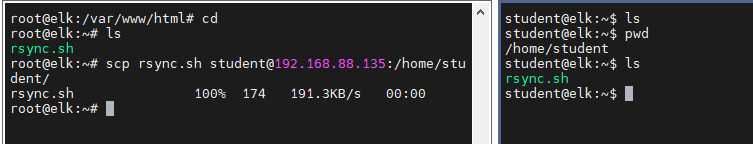 root@elk:/var/www/html# cd
root@elk:~# ls
rsync.sh
root@elk:~# scp rsync.sh student@192.168.88.135:/home/stu
dent/
rsync.sh 100% 174 191.3KB/s 00:00
root@elk:~#
student@elk:~$ ls
student@elk:~$ pwd
/home/student
student@elk:~$ ls
rsync.sh
student@elk:~$